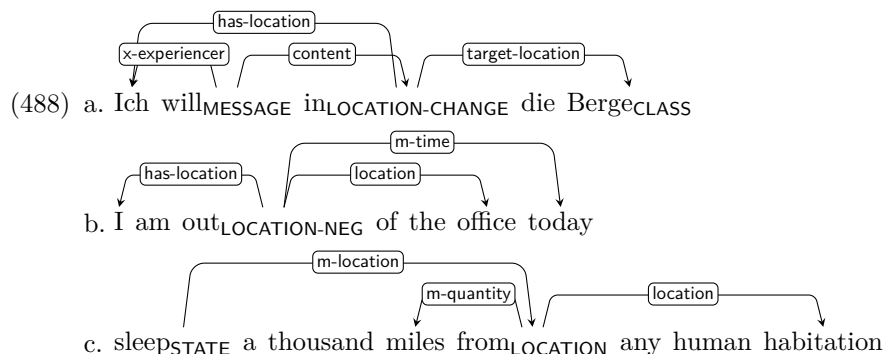 has-location
x-experiencer content target-location
(488) a. Ich willMESSAGE inLOCATION-CHANGE die BergeCLASS
m-time
has-location location
b. I am outLOCATION-NEG of the office today
m-location
m-quantity location
c. sleepSTATE a thousand miles fromLOCATION any human habitation